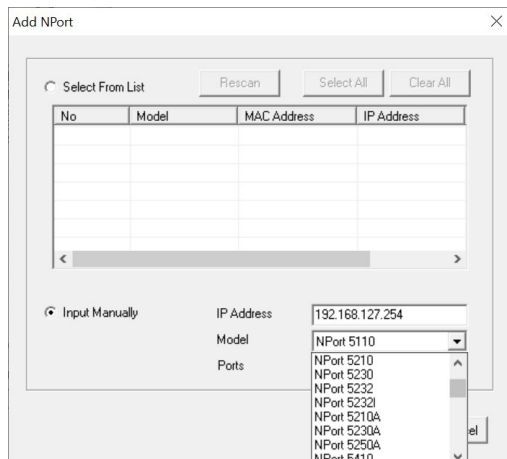 Add NPort
Select From List
Rescan
Select All
Clear All
No Model MAC Address IP Address
Input Manually
IP Address 192.168.127.254
Model NPort 5110
Ports
NPort 5210
NPort 5230
NPort 5232
NPort 5232I
NPort 5210A
NPort 5230A
NPort 5250A
NPort 5410